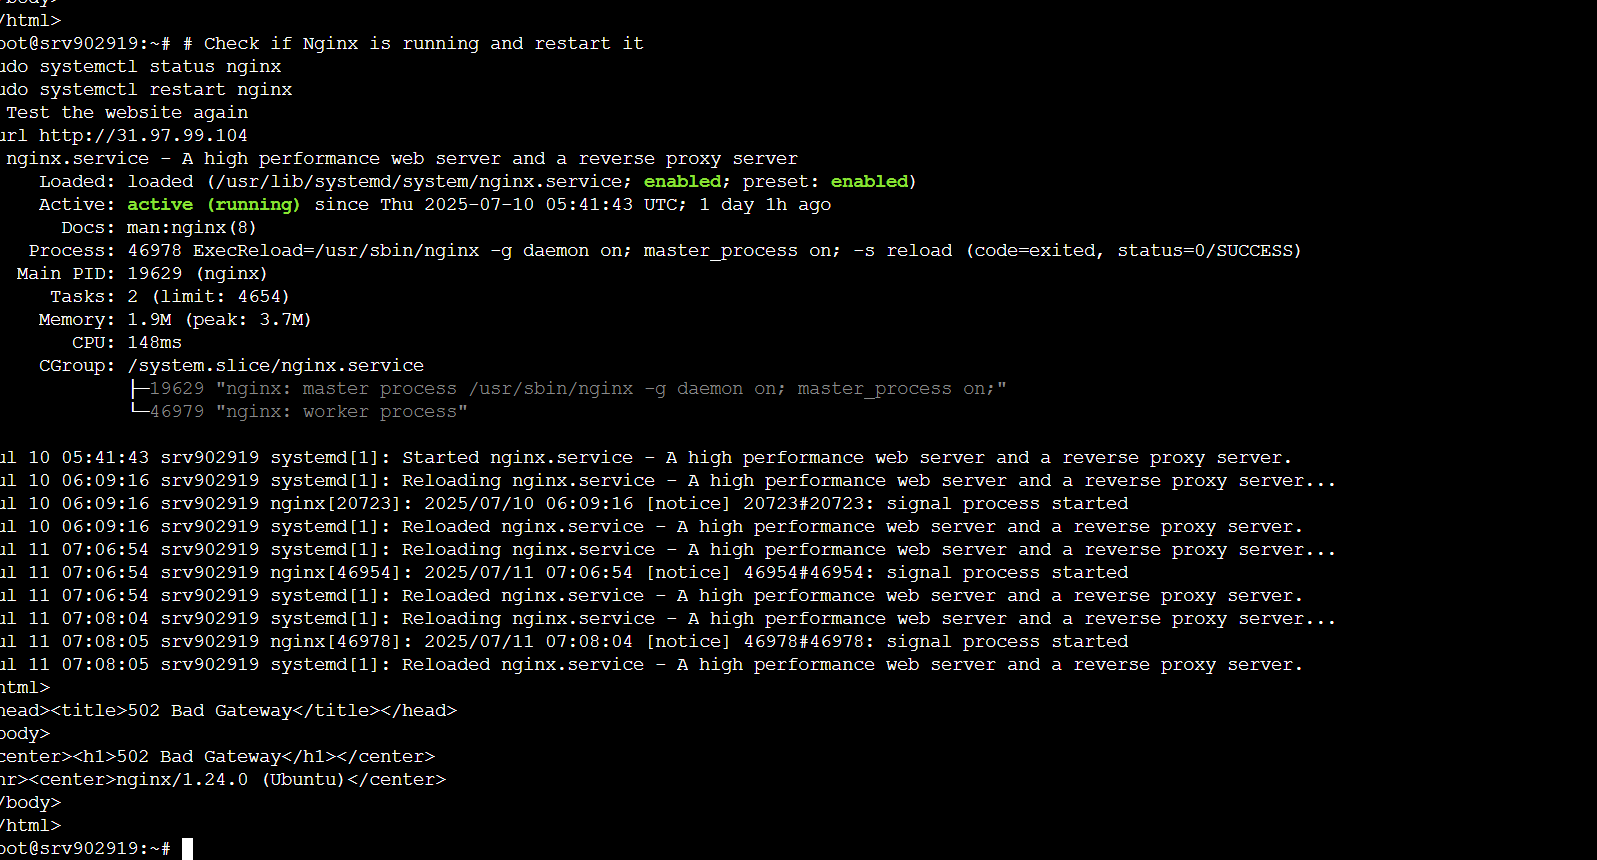 /html>
oot@srv902919:~# # Check if Nginx is running and restart it
udo systemctl status nginx
udo systemctl restart nginx
Test the website again
url http://31.97.99.104
nginx.service - A high performance web server and a reverse proxy server
Loaded: loaded (/usr/lib/systemd/system/nginx.service; enabled; preset: enabled)
Active: active (running) since Thu 2025-07-10 05:41:43 UTC; 1 day 1h ago
Docs: man:nginx(8)
Process: 46978 ExecReload=/usr/sbin/nginx -g daemon on; master_process on; -s reload (code=exited, status=0/SUCCESS)
Main PID: 19629 (nginx)
Tasks: 2 (limit: 4654)
Memory: 1.9M (peak: 3.7M)
CPU: 148ms
CGroup: /system.slice/nginx.service
├─19629 "nginx: master process /usr/sbin/nginx -g daemon on; master_process on;"
└─46979 "nginx: worker process"
ul 10 05:41:43 srv902919 systemd[1]: Started nginx.service - A high performance web server and a reverse proxy server.
ul 10 06:09:16 srv902919 systemd[1]: Reloading nginx.service - A high performance web server and a reverse proxy server...
ul 10 06:09:16 srv902919 nginx[20723]: 2025/07/10 06:09:16 [notice] 20723#20723: signal process started
ul 10 06:09:16 srv902919 systemd[1]: Reloaded nginx.service - A high performance web server and a reverse proxy server.
ul 11 07:06:54 srv902919 systemd[1]: Reloading nginx.service - A high performance web server and a reverse proxy server...
ul 11 07:06:54 srv902919 nginx[46954]: 2025/07/11 07:06:54 [notice] 46954#46954: signal process started
ul 11 07:06:54 srv902919 systemd[1]: Reloaded nginx.service - A high performance web server and a reverse proxy server.
ul 11 07:08:04 srv902919 systemd[1]: Reloading nginx.service - A high performance web server and a reverse proxy server...
ul 11 07:08:05 srv902919 nginx[46978]: 2025/07/11 07:08:04 [notice] 46978#46978: signal process started
ul 11 07:08:05 srv902919 systemd[1]: Reloaded nginx.service - A high performance web server and a reverse proxy server.
html>
head><title>502 Bad Gateway</title></head>
body>
center><h1>502 Bad Gateway</h1></center>
hr><center>nginx/1.24.0 (Ubuntu)</center>
/body>
/html>
oot@srv902919:~#